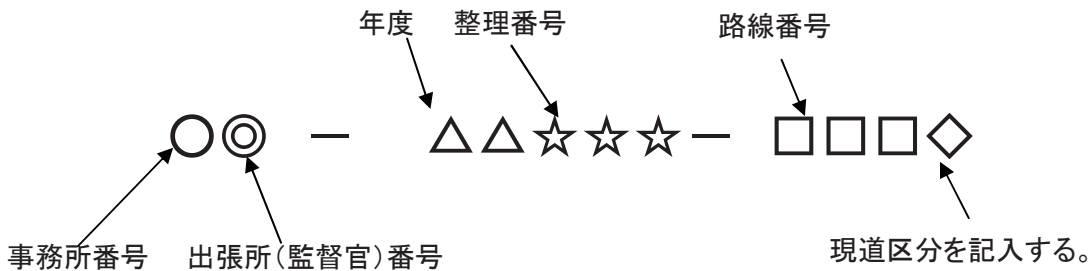 年度 整理番号 路線番号
○◎ ― △△☆☆☆― □□□◇
事務所番号 出張所(監督官)番号 現道区分を記入する。